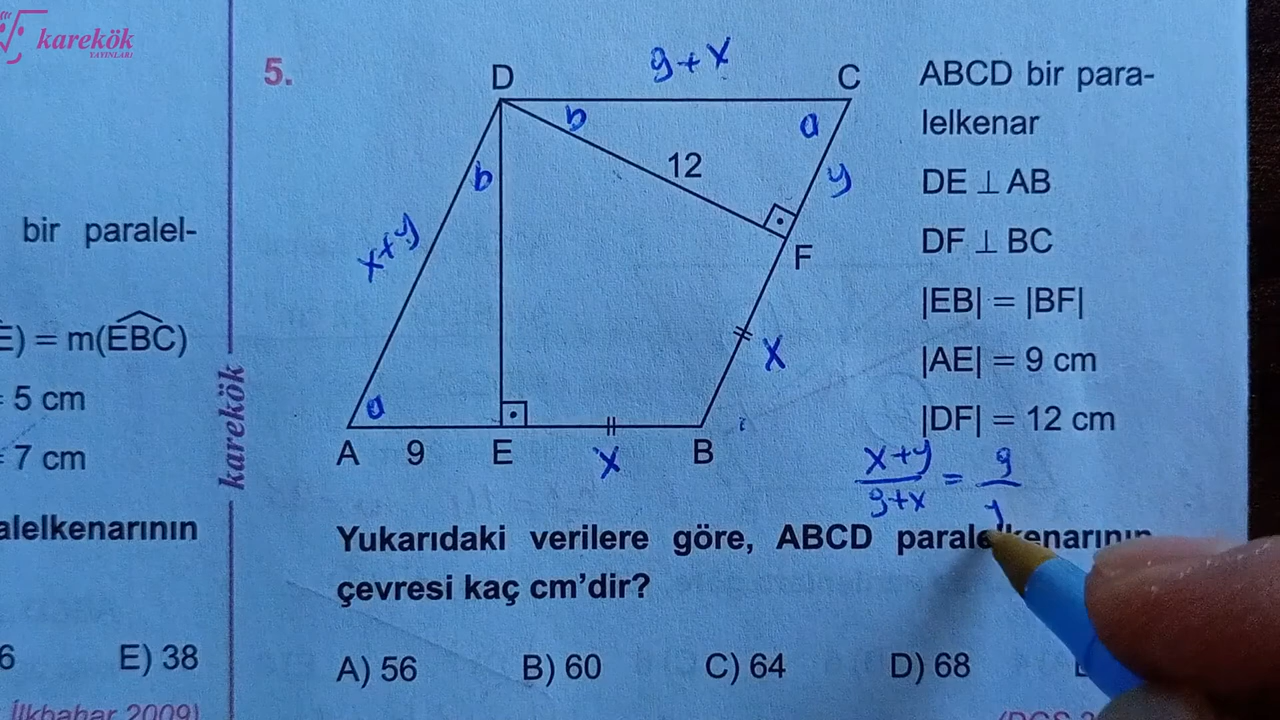 karekök
YAYINLARI
bir paralel-
E) = m(EBC)
= 5 cm
= 7 cm
alelkenarının
6 E) 38
İlkbahar 2009)
karekök
5.
D 9+x C
b a
12
b y
x+y
F
x
a
A 9 E x B
ABCD bir para-
lelkenar
DE ⊥ AB
DF ⊥ BC
|EB| = |BF|
|AE| = 9 cm
|DF| = 12 cm
x+y/9+x = 9/y
Yukarıdaki verilere göre, ABCD paralelkenarının
çevresi kaç cm'dir?
A) 56 B) 60 C) 64 D) 68